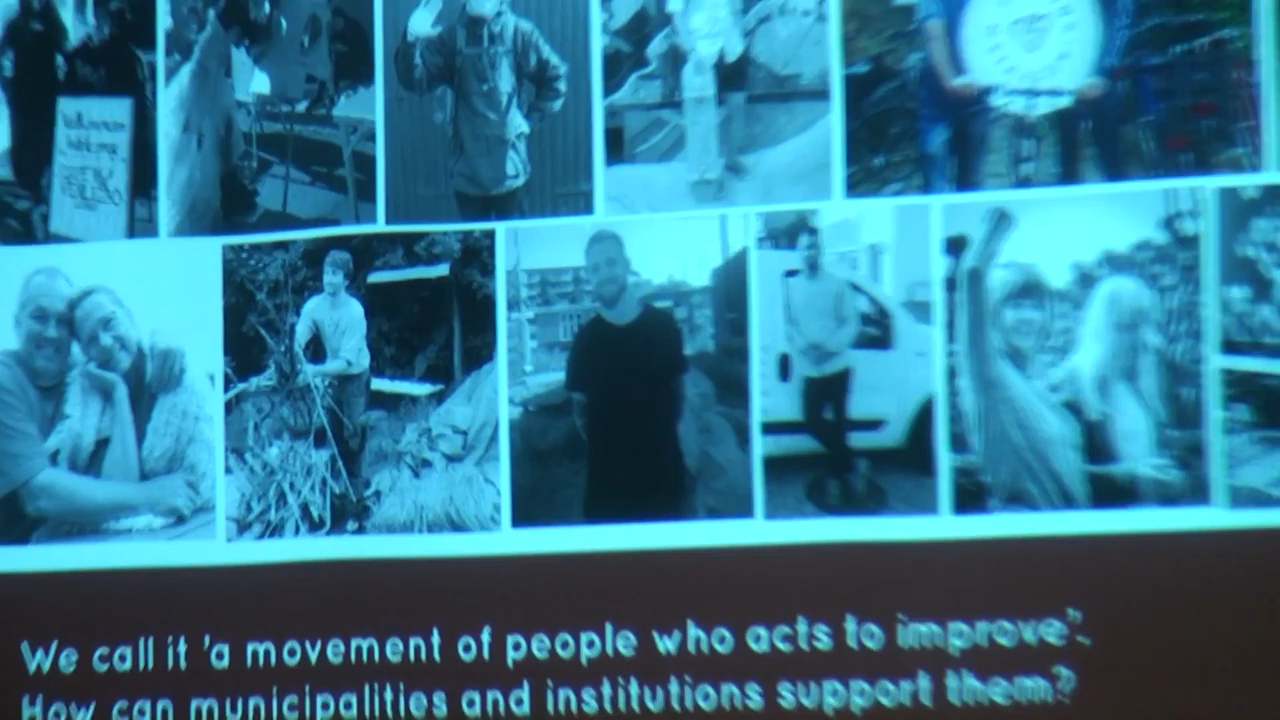 We call it 'a movement of people who acts to improve".
How can municipalities and institutions support them?